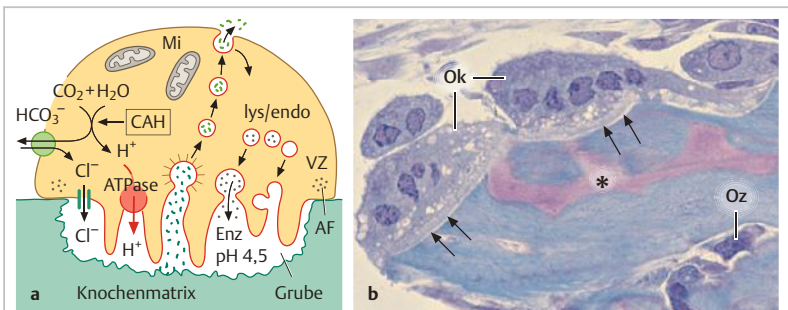 Mi
CO₂+H₂O
HCO₃⁻
CAH
lys/endo
H⁺
Cl⁻
ATPase
VZ
AF
Cl⁻
H⁺
Enz
pH 4,5
a
Knochenmatrix
Grube
Ok
*
Oz
b